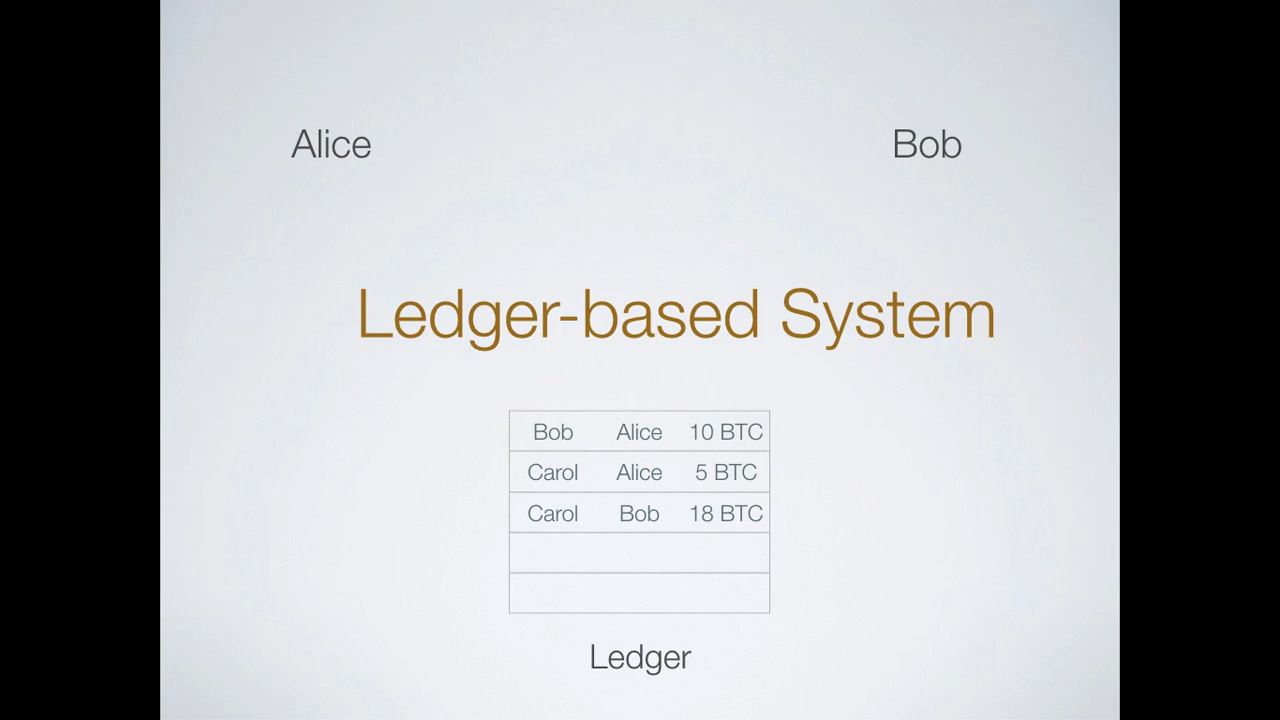 Alice Bob
Ledger-based System
Bob Alice 10 BTC
Carol Alice 5 BTC
Carol Bob 18 BTC
Ledger